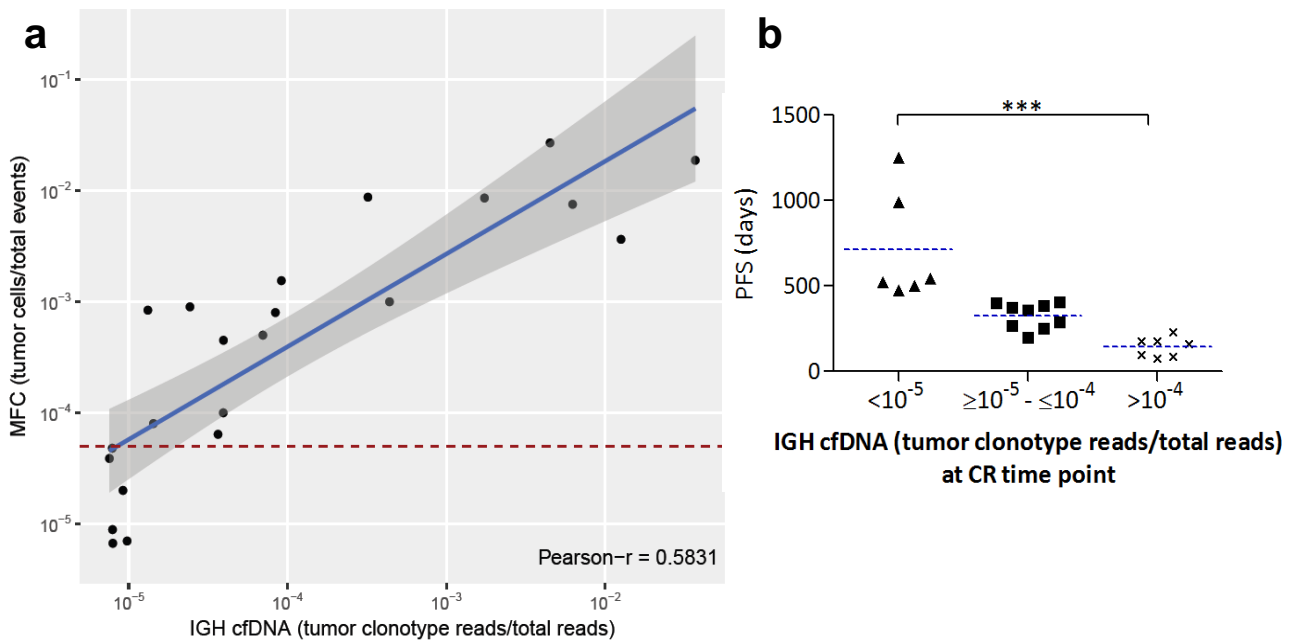 a
MFC (tumor cells/total events)
10⁻¹
10⁻²
10⁻³
10⁻⁴
10⁻⁵
Pearson−r = 0.5831
10⁻⁵ 10⁻⁴ 10⁻³ 10⁻²
IGH cfDNA (tumor clonotype reads/total reads)
b
PFS (days)
1500
1000
500
0
***
<10⁻⁵ ≥10⁻⁵ - ≤10⁻⁴ >10⁻⁴
IGH cfDNA (tumor clonotype reads/total reads)
at CR time point